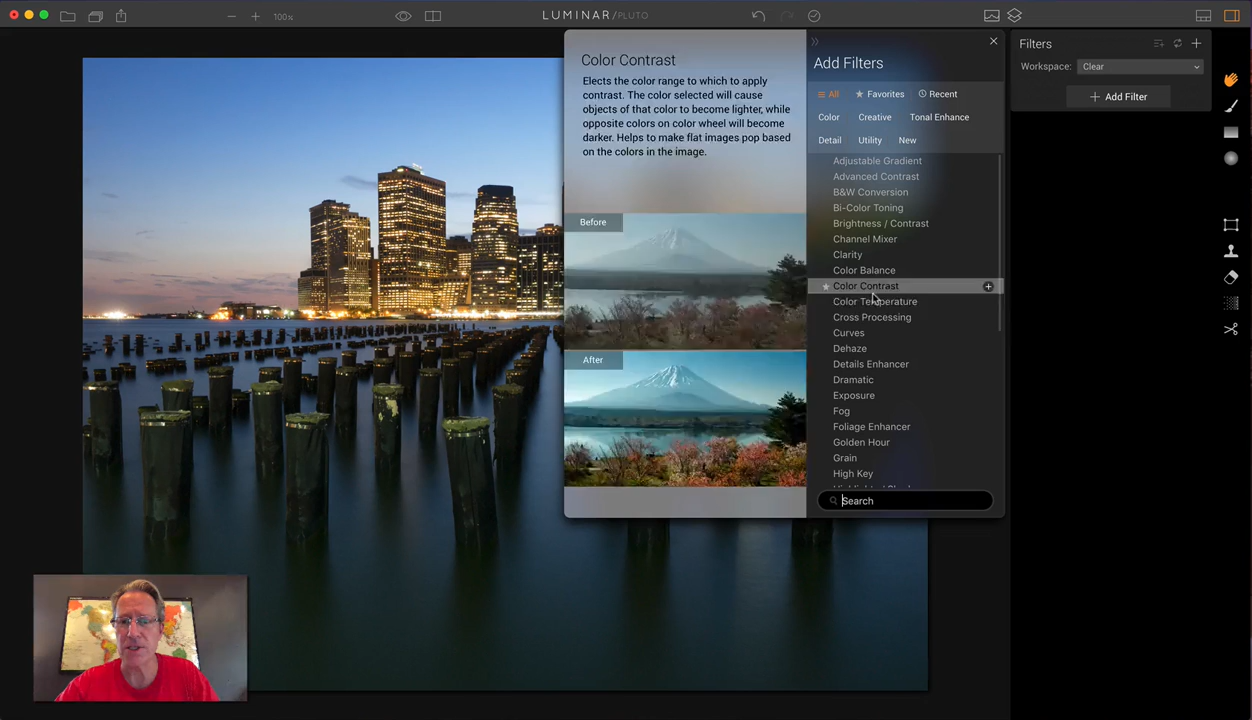 100%
LUMINAR/PLUTO
Color Contrast
Elects the color range to which to apply
contrast. The color selected will cause
objects of that color to become lighter, while
opposite colors on color wheel will become
darker. Helps to make flat images pop based
on the colors in the image.
Before
After
Add Filters
All
Favorites
Recent
Color
Creative
Tonal Enhance
Detail
Utility
New
Adjustable Gradient
Advanced Contrast
B&W Conversion
Bi-Color Toning
Brightness / Contrast
Channel Mixer
Clarity
Color Balance
Color Contrast
Color Temperature
Cross Processing
Curves
Dehaze
Details Enhancer
Dramatic
Exposure
Fog
Foliage Enhancer
Golden Hour
Grain
High Key
Search
Filters
Workspace:
Clear
Add Filter